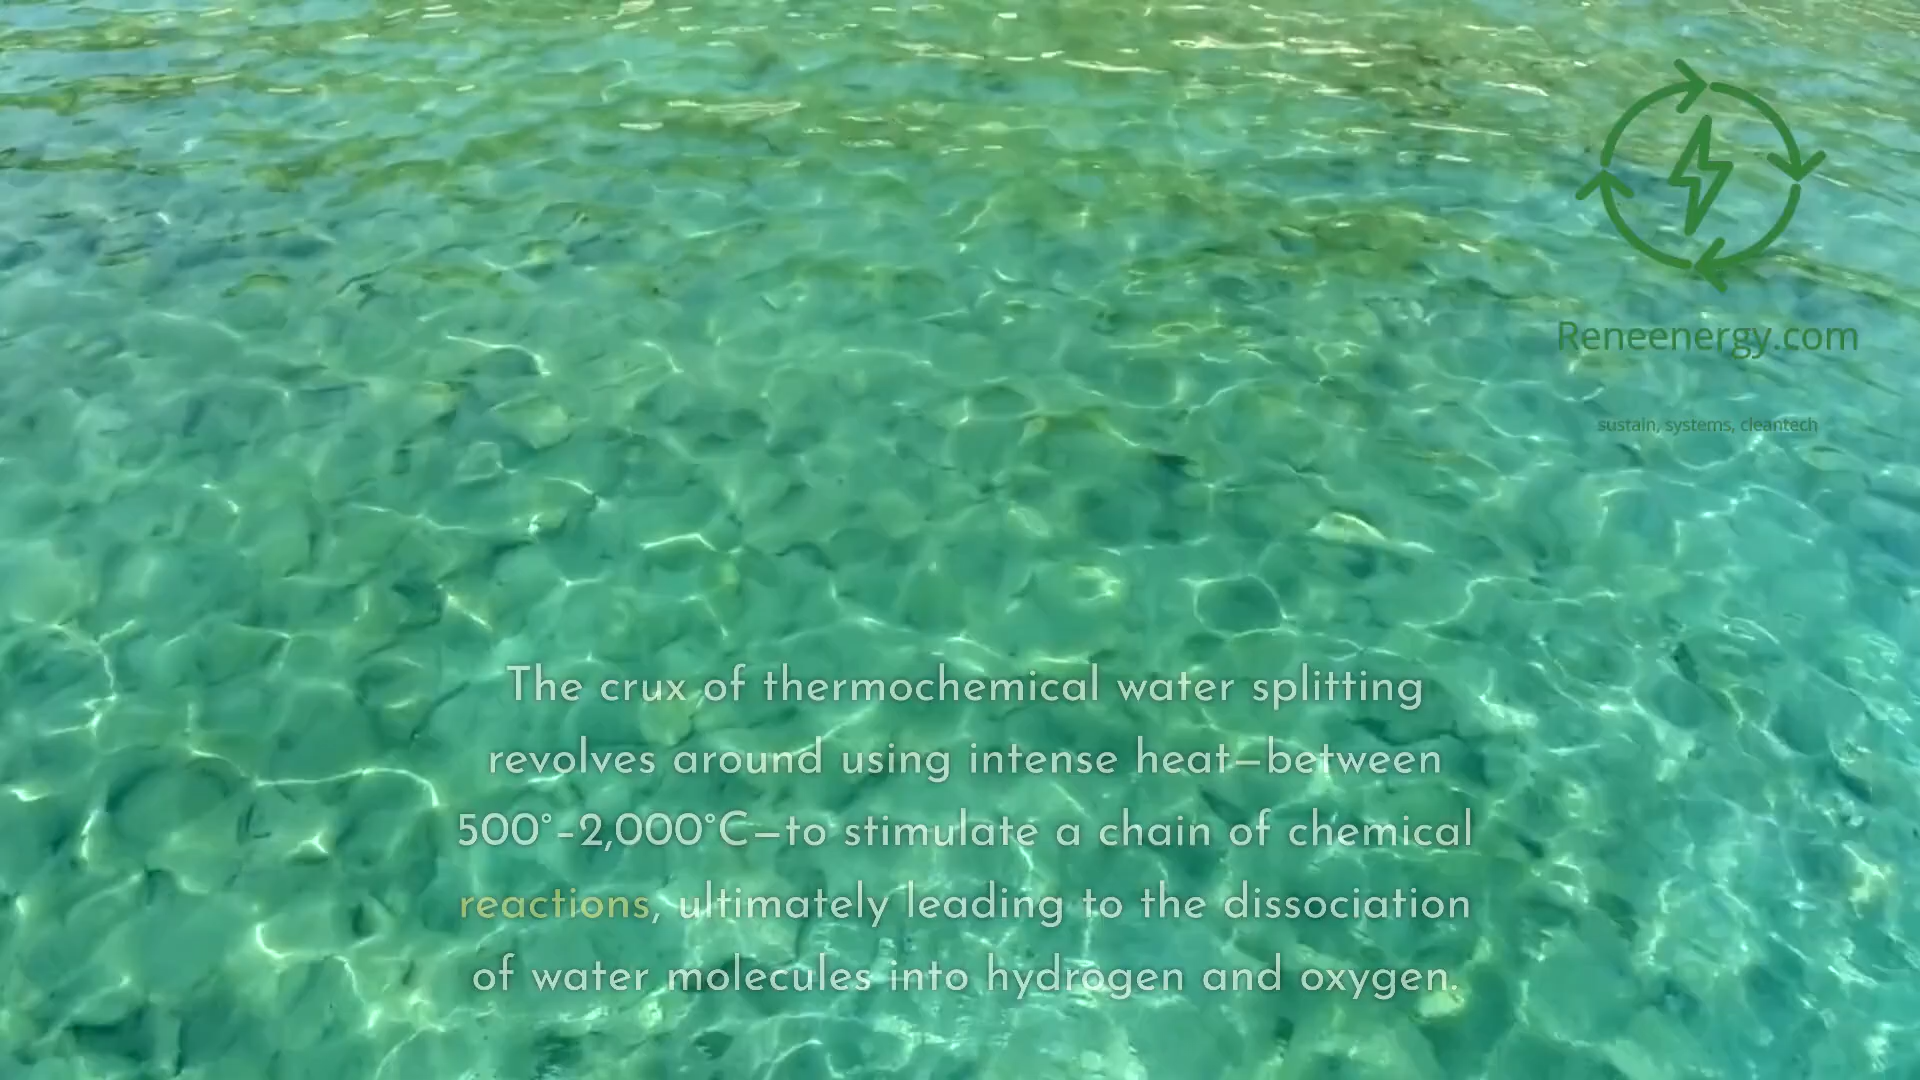 Reneenergy.com
sustain, systems, cleantech
The crux of thermochemical water splitting
revolves around using intense heat—between
500°–2,000°C—to stimulate a chain of chemical
reactions, ultimately leading to the dissociation
of water molecules into hydrogen and oxygen.